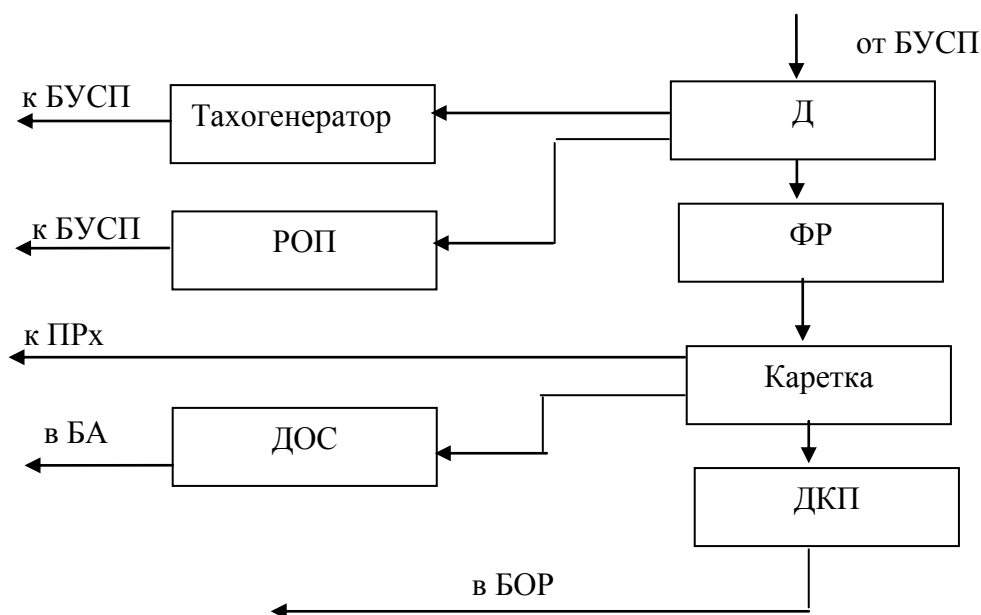 от БУСП
к БУСП
Тахогенератор
Д
к БУСП
РОП
ФР
к ПРх
Каретка
в БА
ДОС
ДКП
в БОР